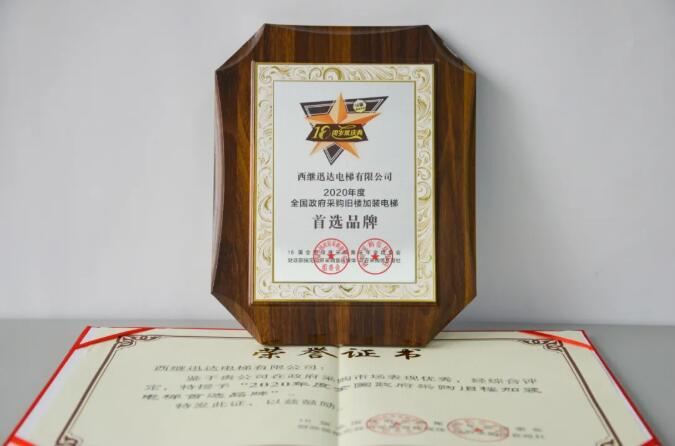 16 周年盛庆典
西继迅达电梯有限公司
2020年度
全国政府采购旧楼加装电梯
首选品牌
荣誉证书
西继迅达电梯有限公司：
鉴于贵公司在政府采购市场表现优秀，经综合评
定，特授予“2020年度全国政府采购旧楼加装
电梯首选品牌”。
特发此证，以兹鼓励。